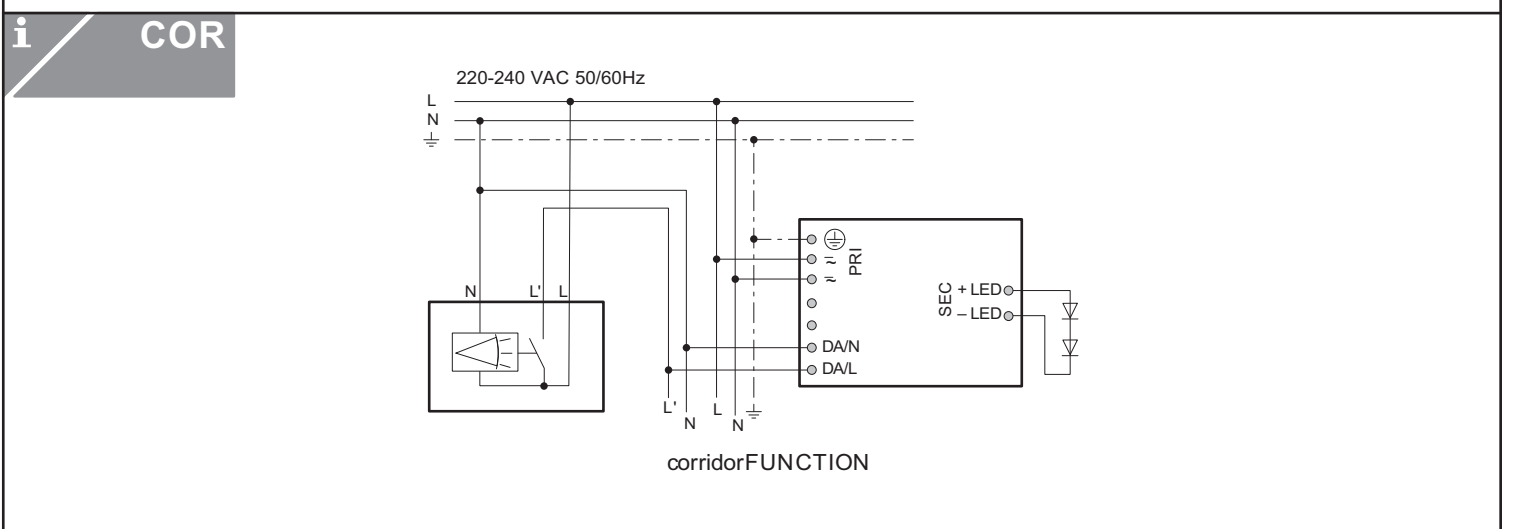 i COR
220-240 VAC 50/60Hz
L
N
N L' L
PRI
~
~
SEC
+ LED
– LED
DA/N
DA/L
L' N L N
corridorFUNCTION